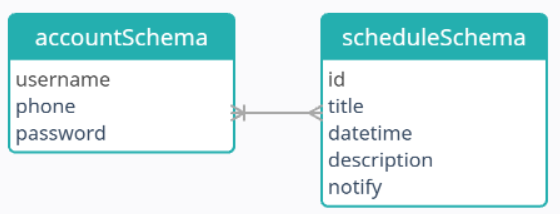 accountSchema
username
phone
password
scheduleSchema
id
title
datetime
description
notify